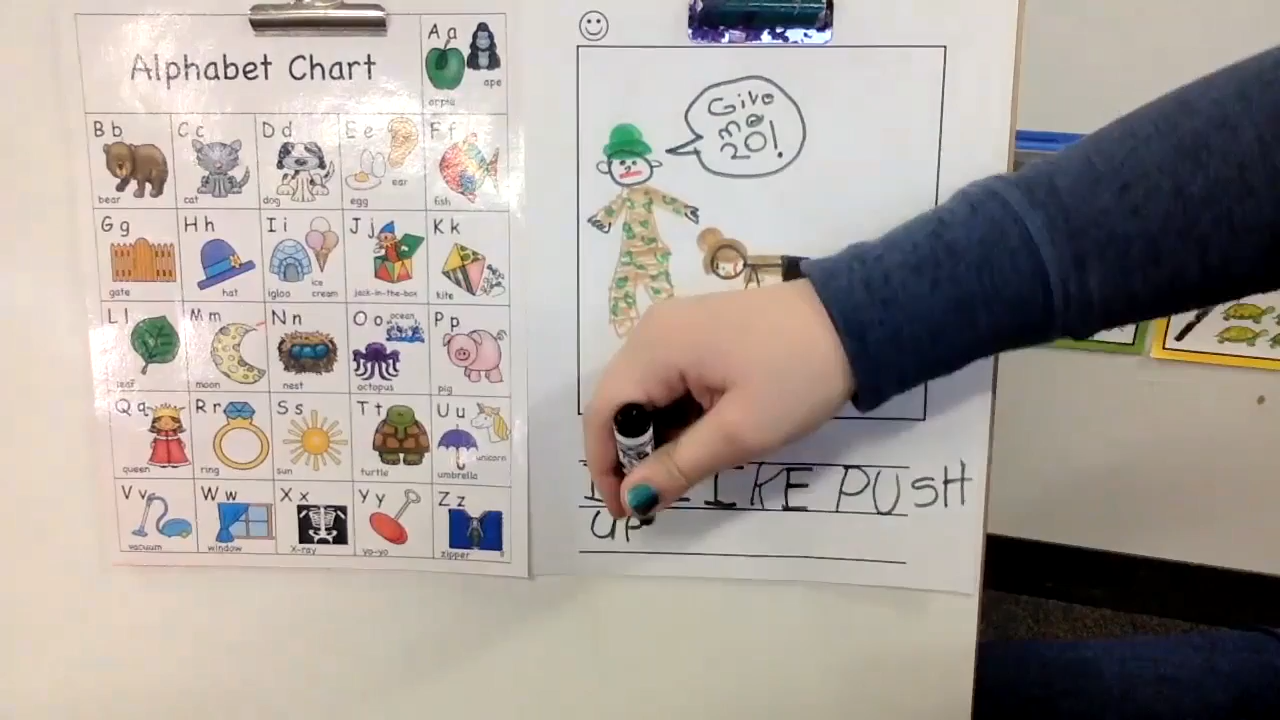 Alphabet Chart
A a
apple
ape
B b
bear
C c
cat
D d
dog
E e
egg
ear
F f
fish
G g
gate
H h
hat
I i
igloo
ice
cream
J j
jack-in-the-box
K k
kite
L l
leaf
M m
moon
N n
nest
O o
ocean
octopus
P p
pig
Q q
queen
R r
ring
S s
sun
T t
turtle
U u
umbrella
unicorn
V v
vacuum
W w
window
X x
x-ray
Y y
yo-yo
Z z
zipper
Give
me
20!
IKE PUSH
UP